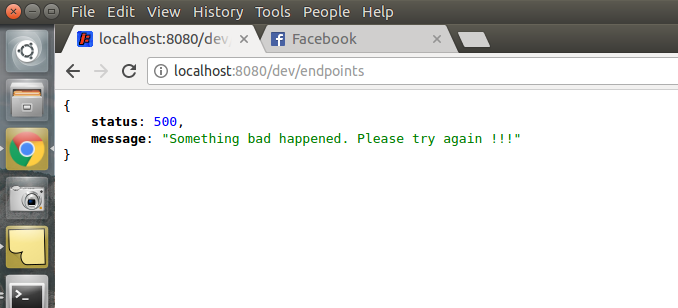 File Edit View History Tools People Help
localhost:8080/dev
Facebook
localhost:8080/dev/endpoints
{
status: 500,
message: "Something bad happened. Please try again !!!"
}